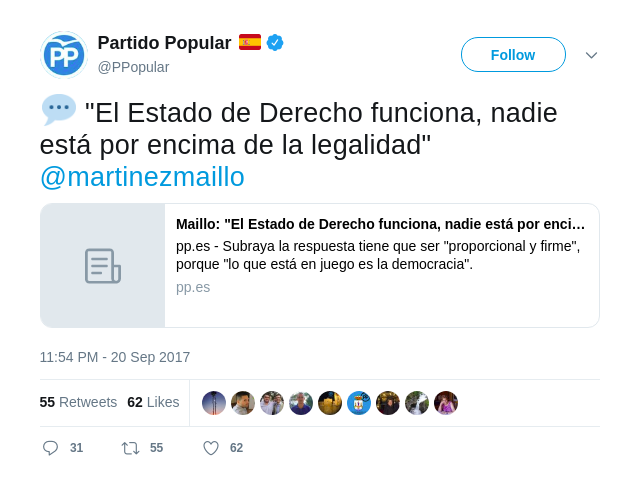 PP
Partido Popular
@PPopular
Follow
"El Estado de Derecho funciona, nadie
está por encima de la legalidad"
@martinezmaillo
Maillo: "El Estado de Derecho funciona, nadie está por enci…
pp.es - Subraya la respuesta tiene que ser "proporcional y firme",
porque "lo que está en juego es la democracia".
pp.es
11:54 PM - 20 Sep 2017
55 Retweets 62 Likes
31 55 62